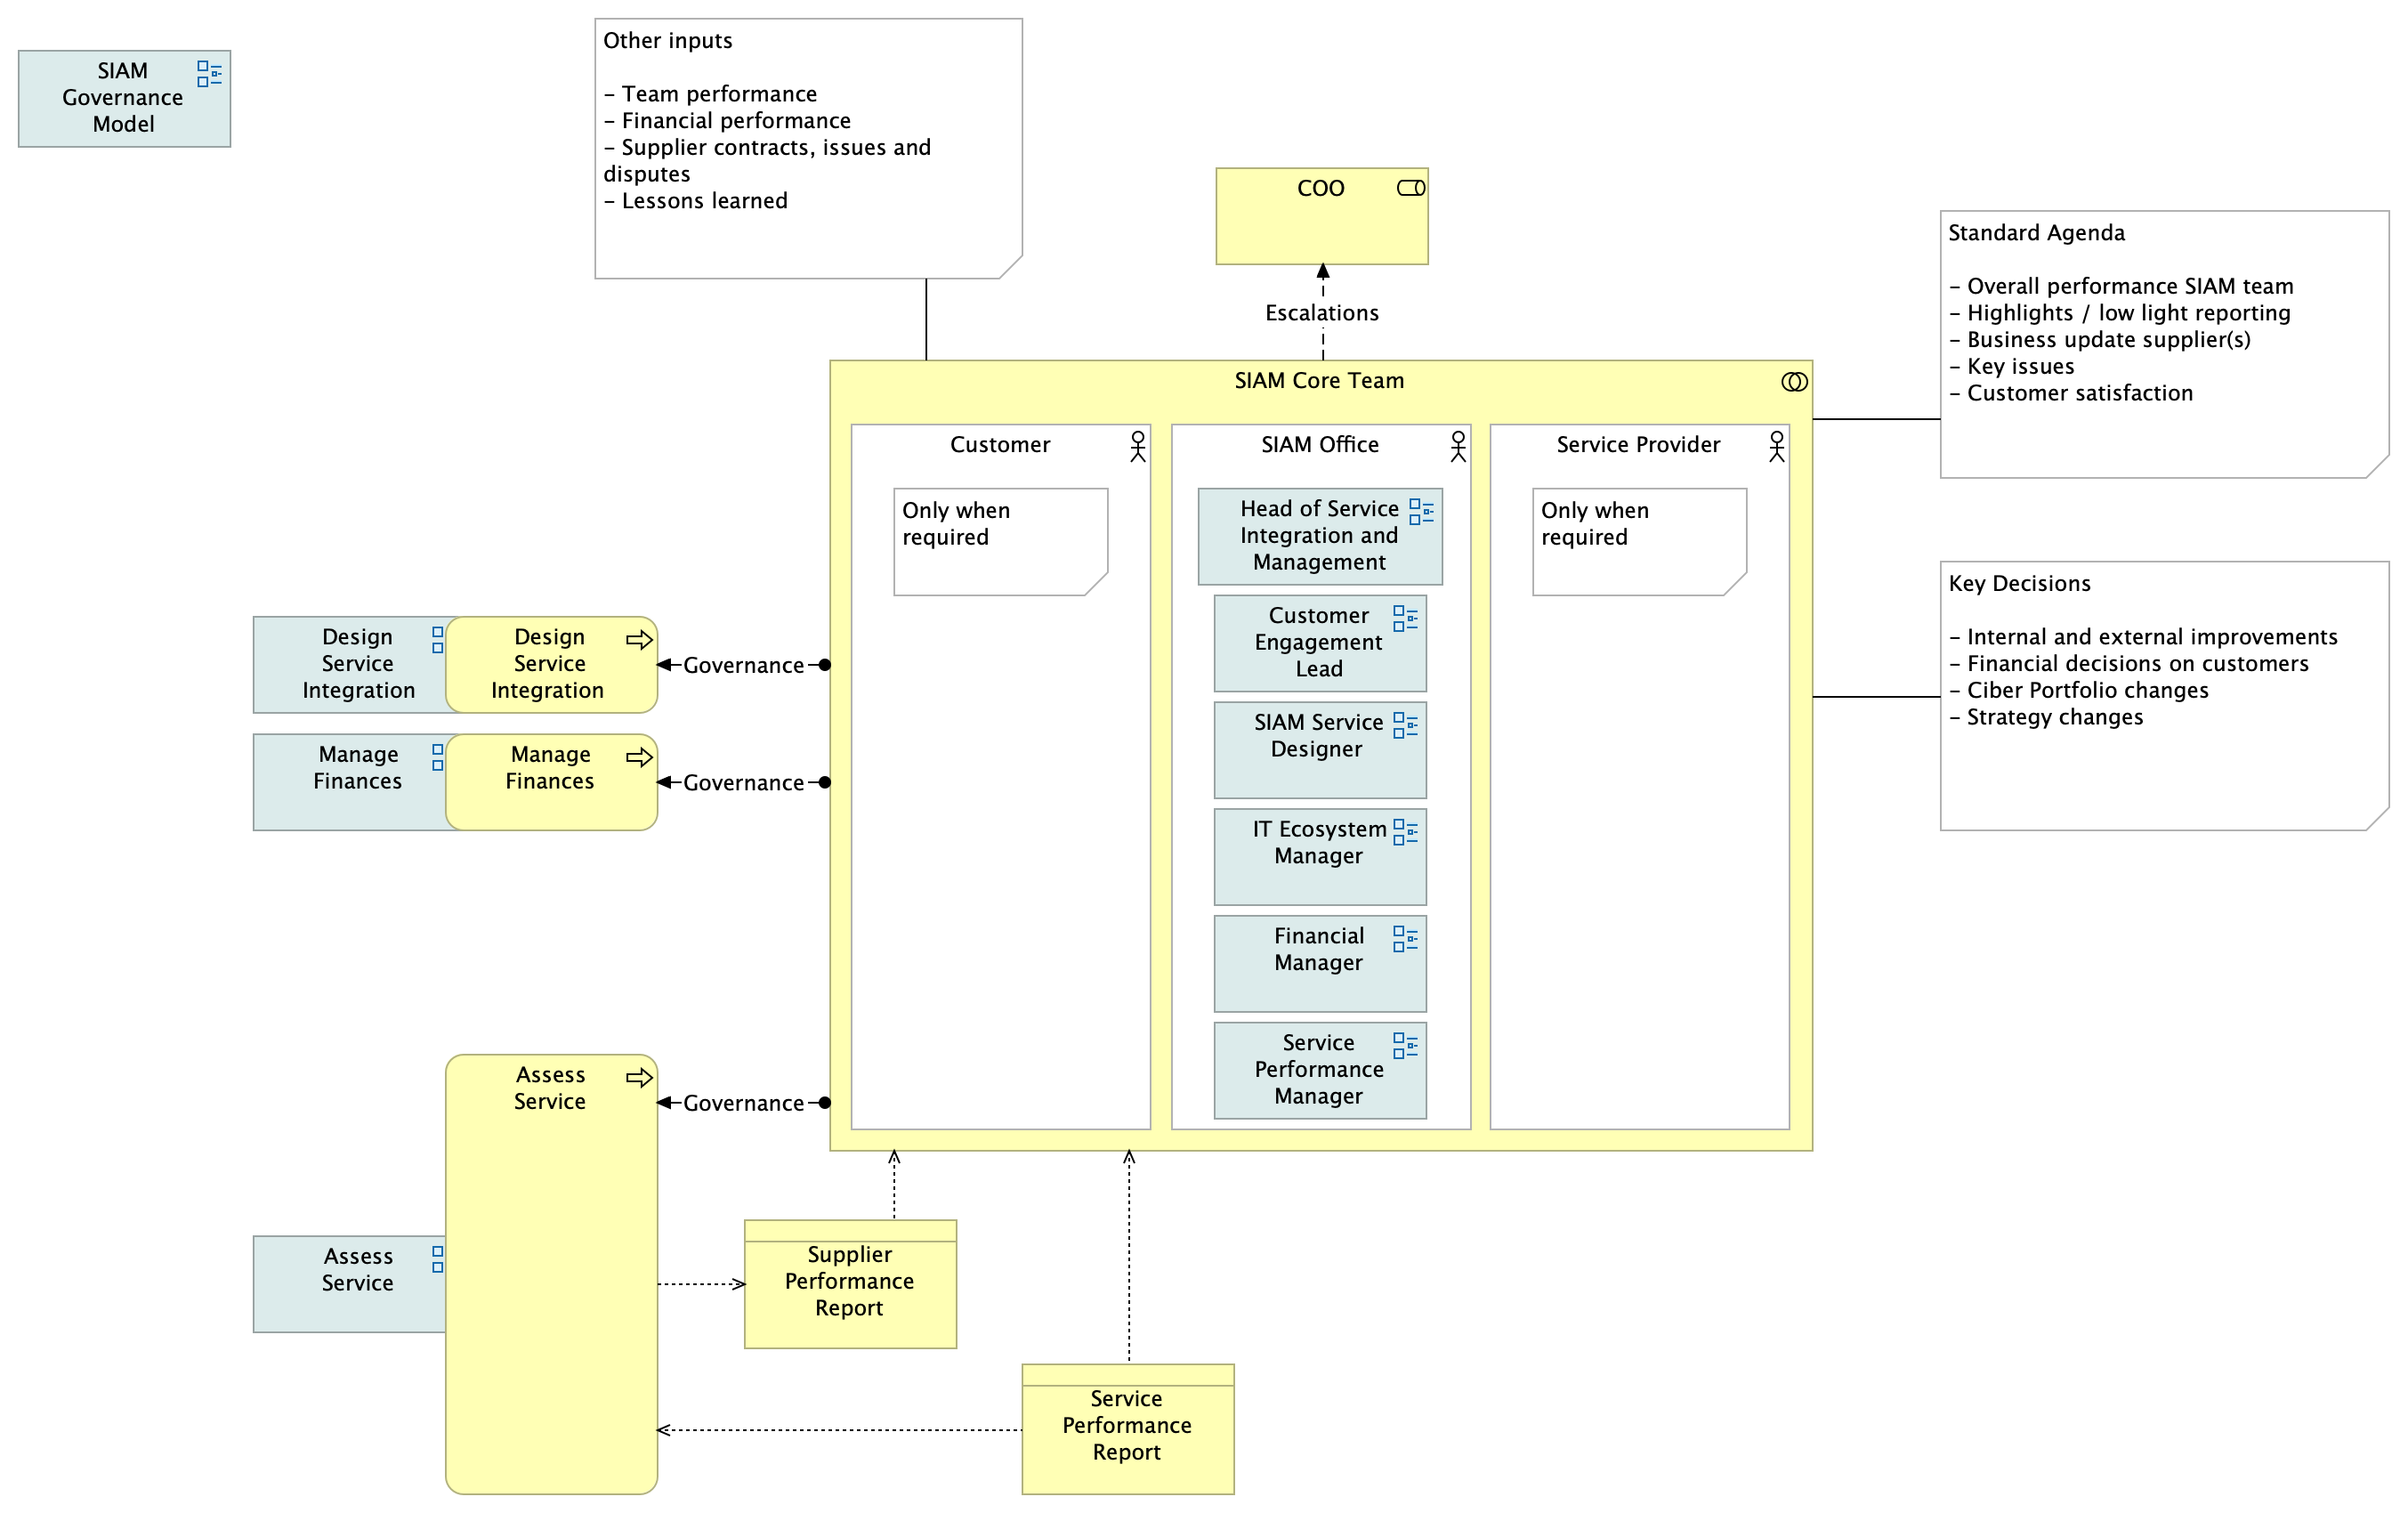 SIAM
Governance
Model
Other inputs
– Team performance
– Financial performance
– Supplier contracts, issues and
disputes
– Lessons learned
COO
Escalations
Standard Agenda
– Overall performance SIAM team
– Highlights / low light reporting
– Business update supplier(s)
– Key issues
– Customer satisfaction
SIAM Core Team
Customer
Only when
required
SIAM Office
Head of Service
Integration and
Management
Customer
Engagement
Lead
SIAM Service
Designer
IT Ecosystem
Manager
Financial
Manager
Service
Performance
Manager
Service Provider
Only when
required
Key Decisions
– Internal and external improvements
– Financial decisions on customers
– Ciber Portfolio changes
– Strategy changes
Design
Service
Integration
Design
Service
Integration
Governance
Manage
Finances
Manage
Finances
Governance
Assess
Service
Governance
Assess
Service
Supplier
Performance
Report
Service
Performance
Report